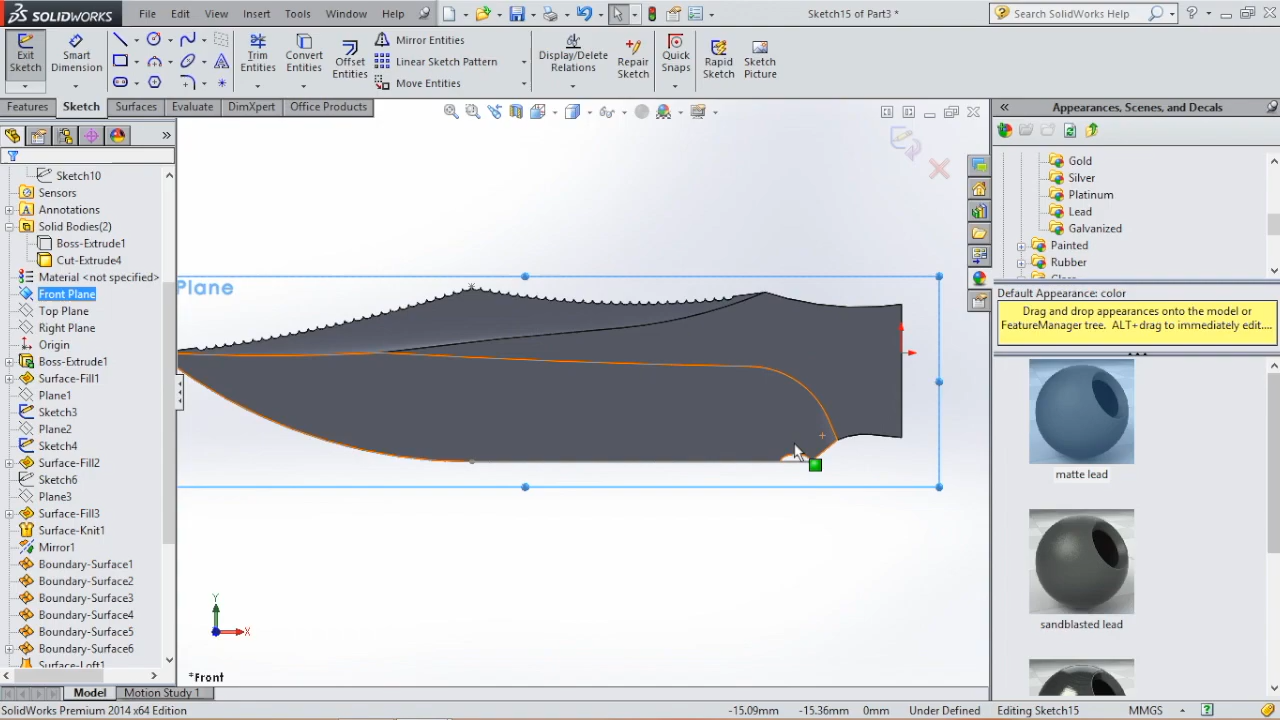 SOLIDWORKS File Edit View Insert Tools Window Help Sketch15 of Part3 * Search SolidWorks Help
Exit Sketch
Smart Dimension
Trim Entities
Convert Entities
Offset Entities
Mirror Entities
Linear Sketch Pattern
Move Entities
Display/Delete Relations
Repair Sketch
Quick Snaps
Rapid Sketch
Sketch Picture
Features Sketch Surfaces Evaluate DimXpert Office Products
Appearances, Scenes, and Decals
Sketch10
Sensors
Annotations
Solid Bodies(2)
Boss-Extrude1
Cut-Extrude4
Material <not specified>
Front Plane
Top Plane
Right Plane
Origin
Boss-Extrude1
Surface-Fill1
Plane1
Sketch3
Plane2
Sketch4
Surface-Fill2
Sketch6
Plane3
Surface-Fill3
Surface-Knit1
Mirror1
Boundary-Surface1
Boundary-Surface2
Boundary-Surface3
Boundary-Surface4
Boundary-Surface5
Boundary-Surface6
Surface-Loft1
Plane
Y
X
*Front
Gold
Silver
Platinum
Lead
Galvanized
Painted
Rubber
Default Appearance: color
Drag and drop appearances onto the model or
FeatureManager tree. ALT+drag to immediately edit....
matte lead
sandblasted lead
Model Motion Study 1
SolidWorks Premium 2014 x64 Edition -15.09mm -15.36mm 0mm Under Defined Editing Sketch15 MMGS